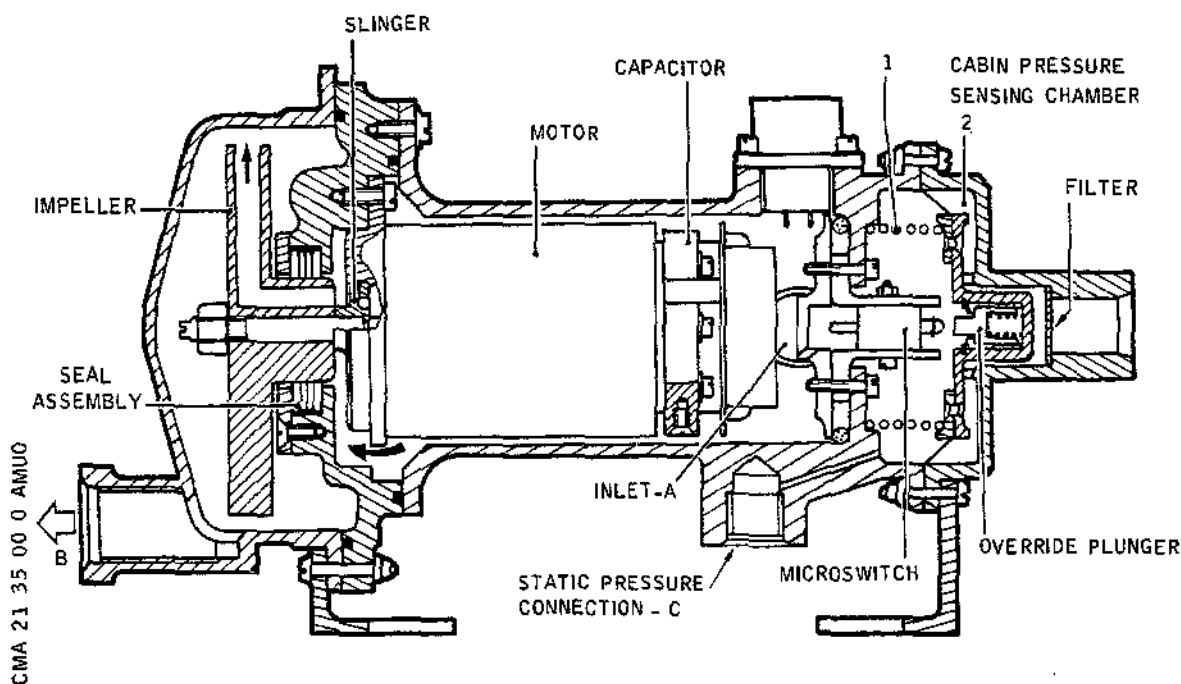 SLINGER
CAPACITOR
1
CABIN PRESSURE
SENSING CHAMBER
2
MOTOR
FILTER
IMPELLER
SEAL
ASSEMBLY
INLET-A
B
OVERRIDE PLUNGER
MICROSWITCH
STATIC PRESSURE
CONNECTION - C
CMA 21 35 00 0 AMUO